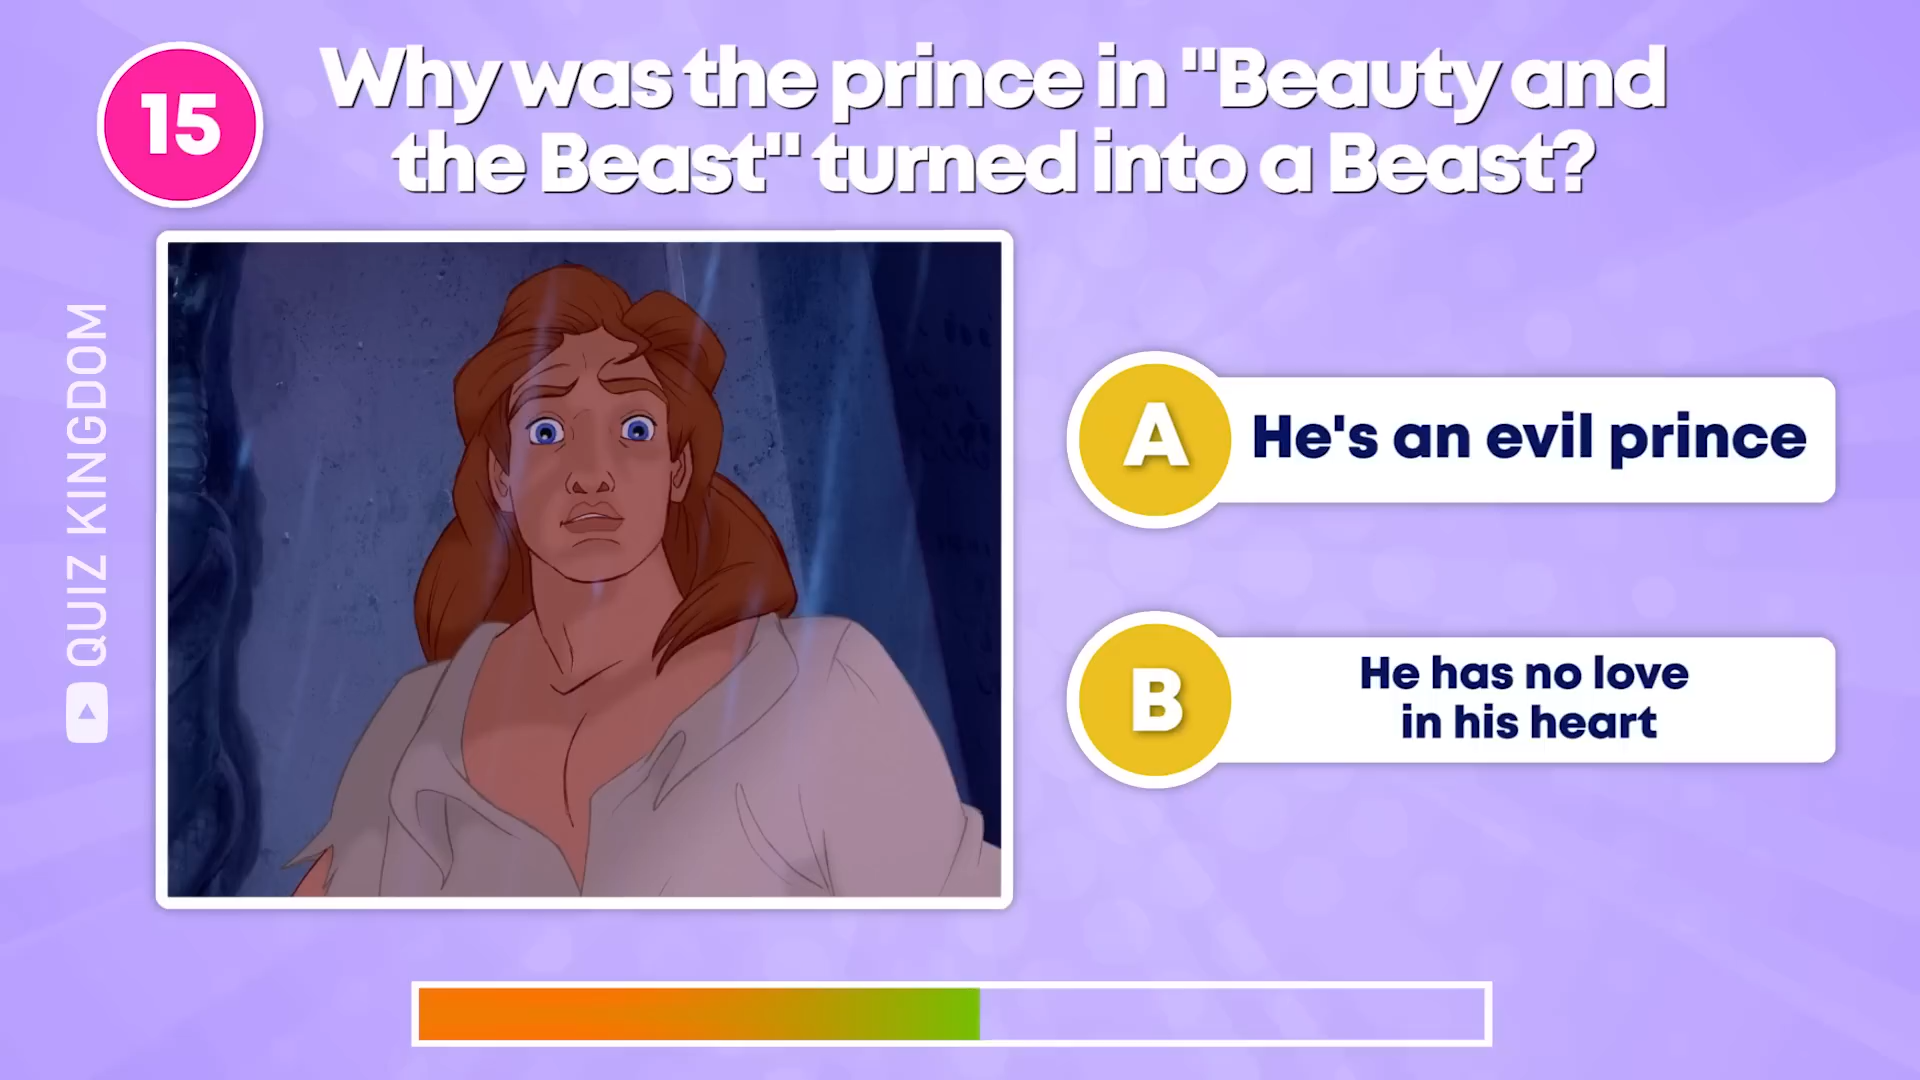 15
Why was the prince in "Beauty and
the Beast" turned into a Beast?
QUIZ KINGDOM
A
He's an evil prince
B
He has no love
in his heart